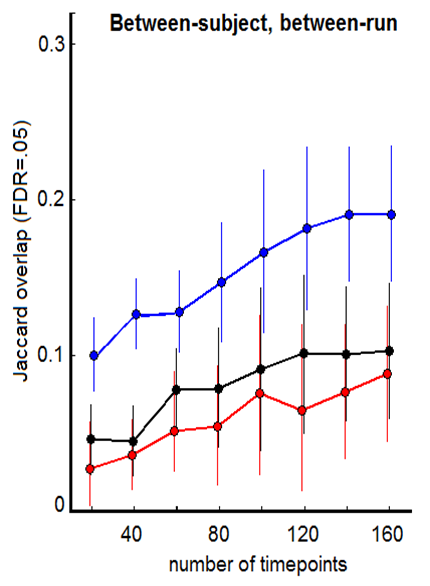 Between-subject, between-run
Jaccard overlap (FDR=.05)
0.3
0.2
0.1
0
40 80 120 160
number of timepoints